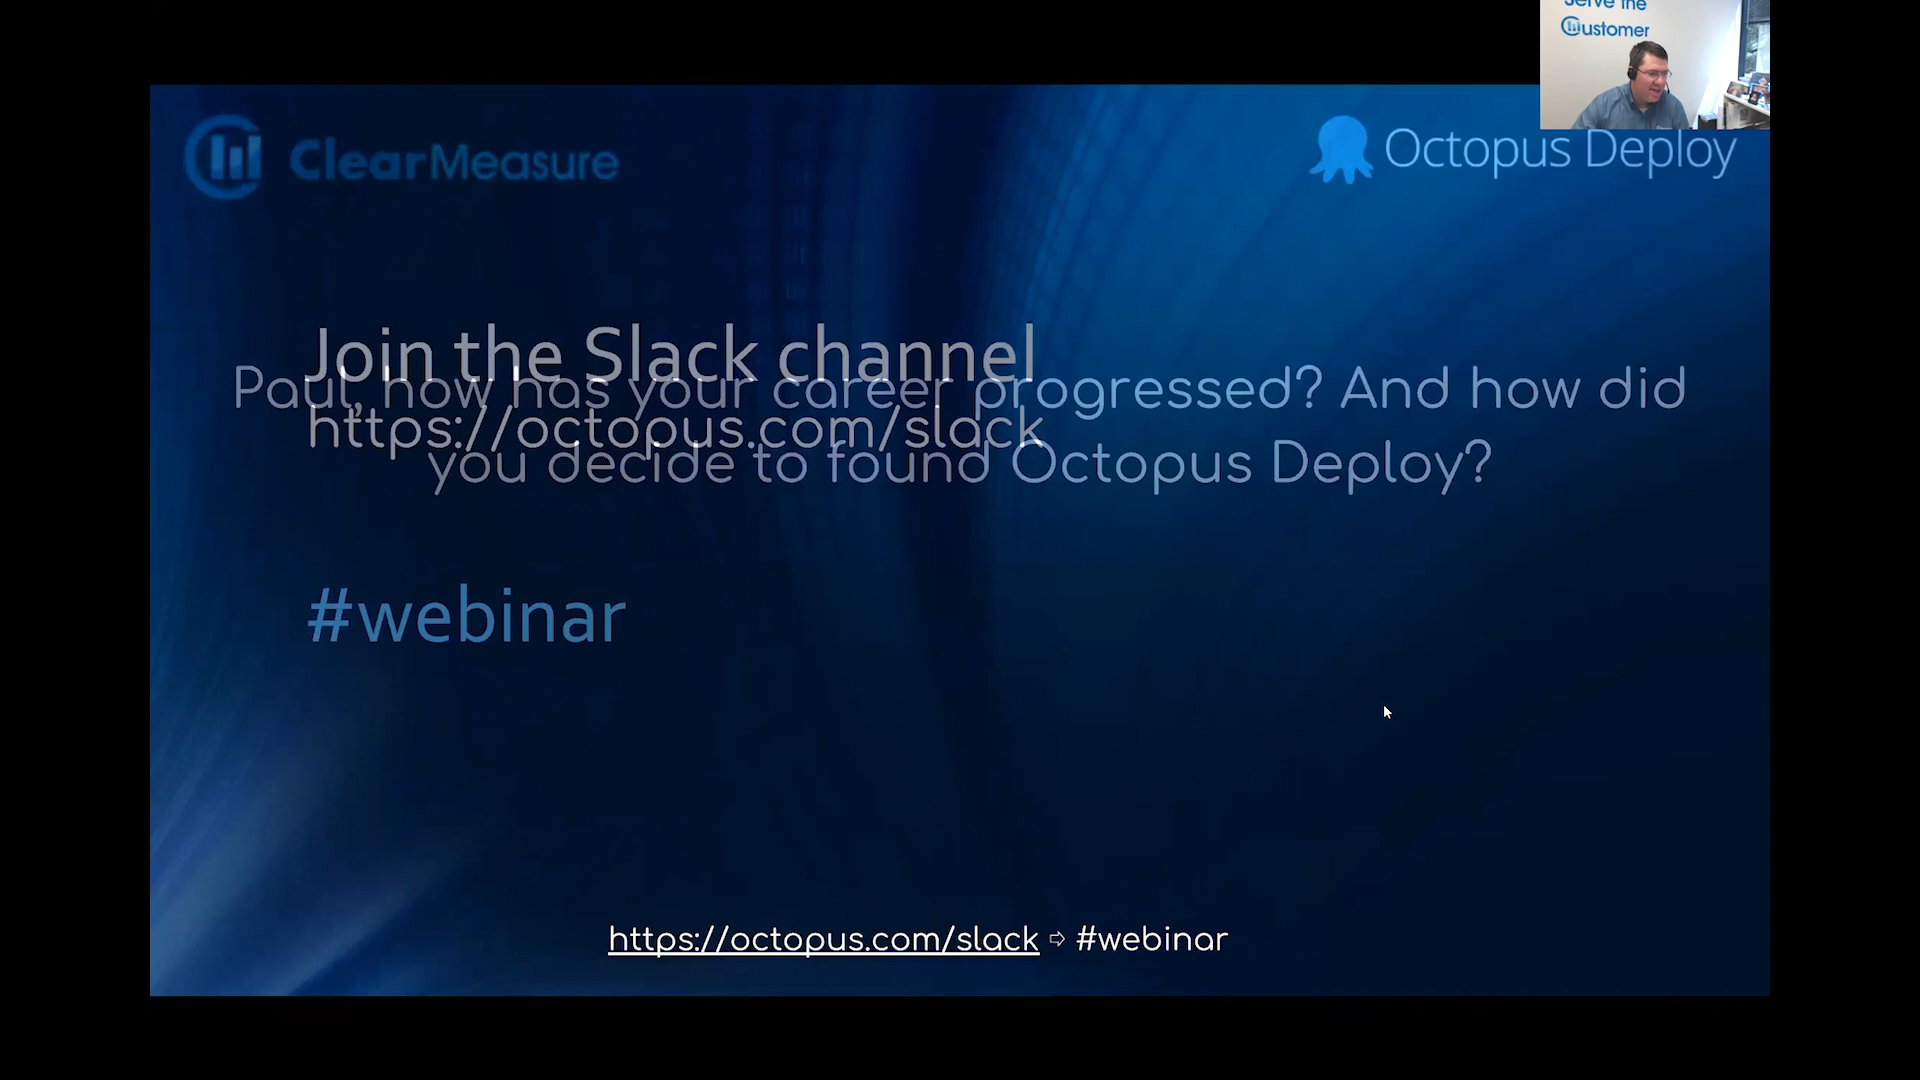 Serve the
Customer
ClearMeasure
Octopus Deploy
Join the Slack channel
Paul, how has your career progressed? And how did
https://octopus.com/slack
you decide to found Octopus Deploy?
#webinar
https://octopus.com/slack ⇨ #webinar